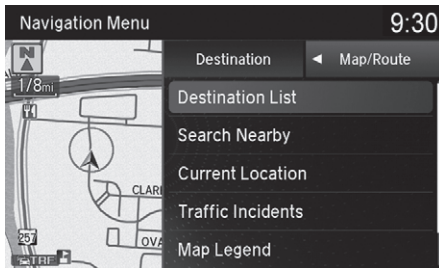 Navigation Menu 9:30
N
Destination ◄ Map/Route
1/8mi
Destination List
Search Nearby
Current Location
CLAR
Traffic Incidents
257
OVA
Map Legend